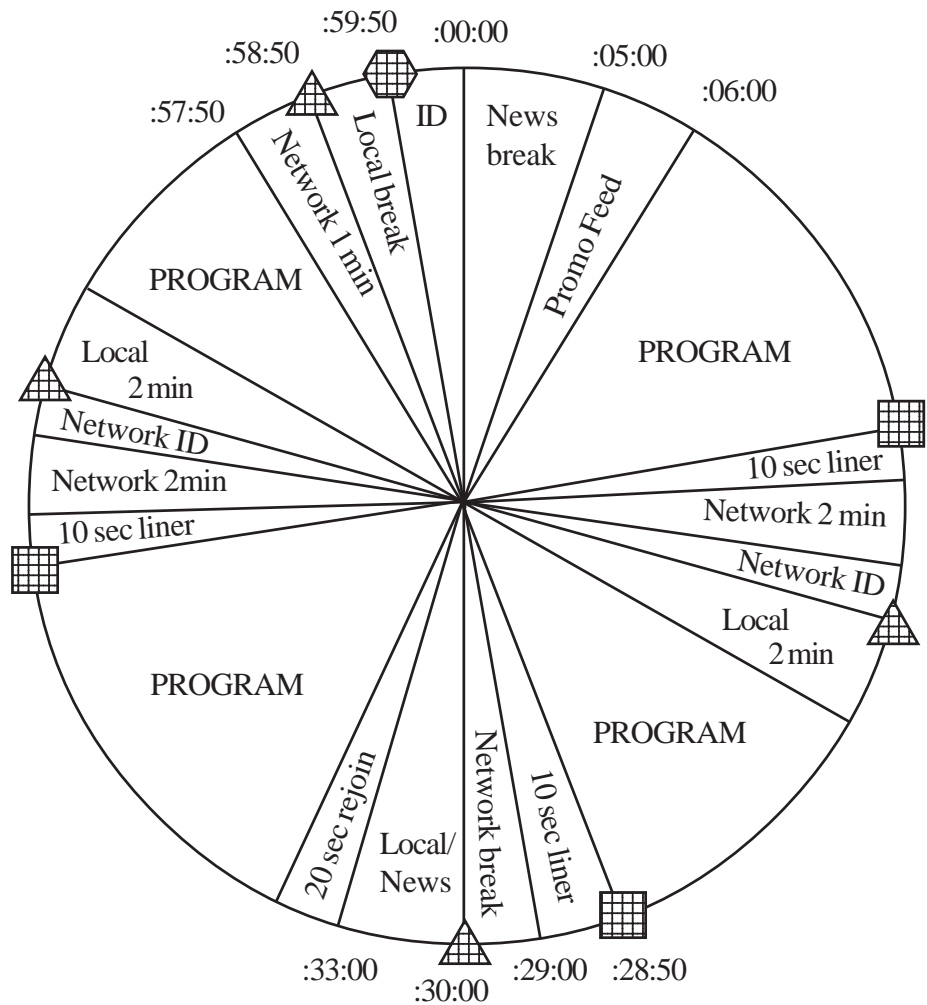 :59:50
:00:00
:58:50
:05:00
:57:50
:06:00
ID
News
break
Promo Feed
PROGRAM
10 sec liner
Network 2 min
Network ID
Local
2 min
PROGRAM
:28:50
10 sec liner
:29:00
Network break
:30:00
Local/
News
:33:00
20 sec rejoin
PROGRAM
10 sec liner
Network 2min
Network ID
Local
2 min
PROGRAM
Network 1 min
Local break